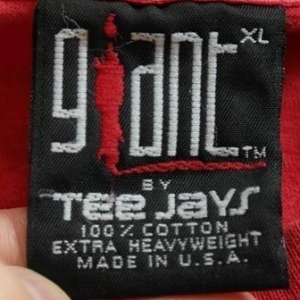 giant XL
TM
BY
Tee Jays
100% COTTON
EXTRA HEAVYWEIGHT
MADE IN U.S.A.